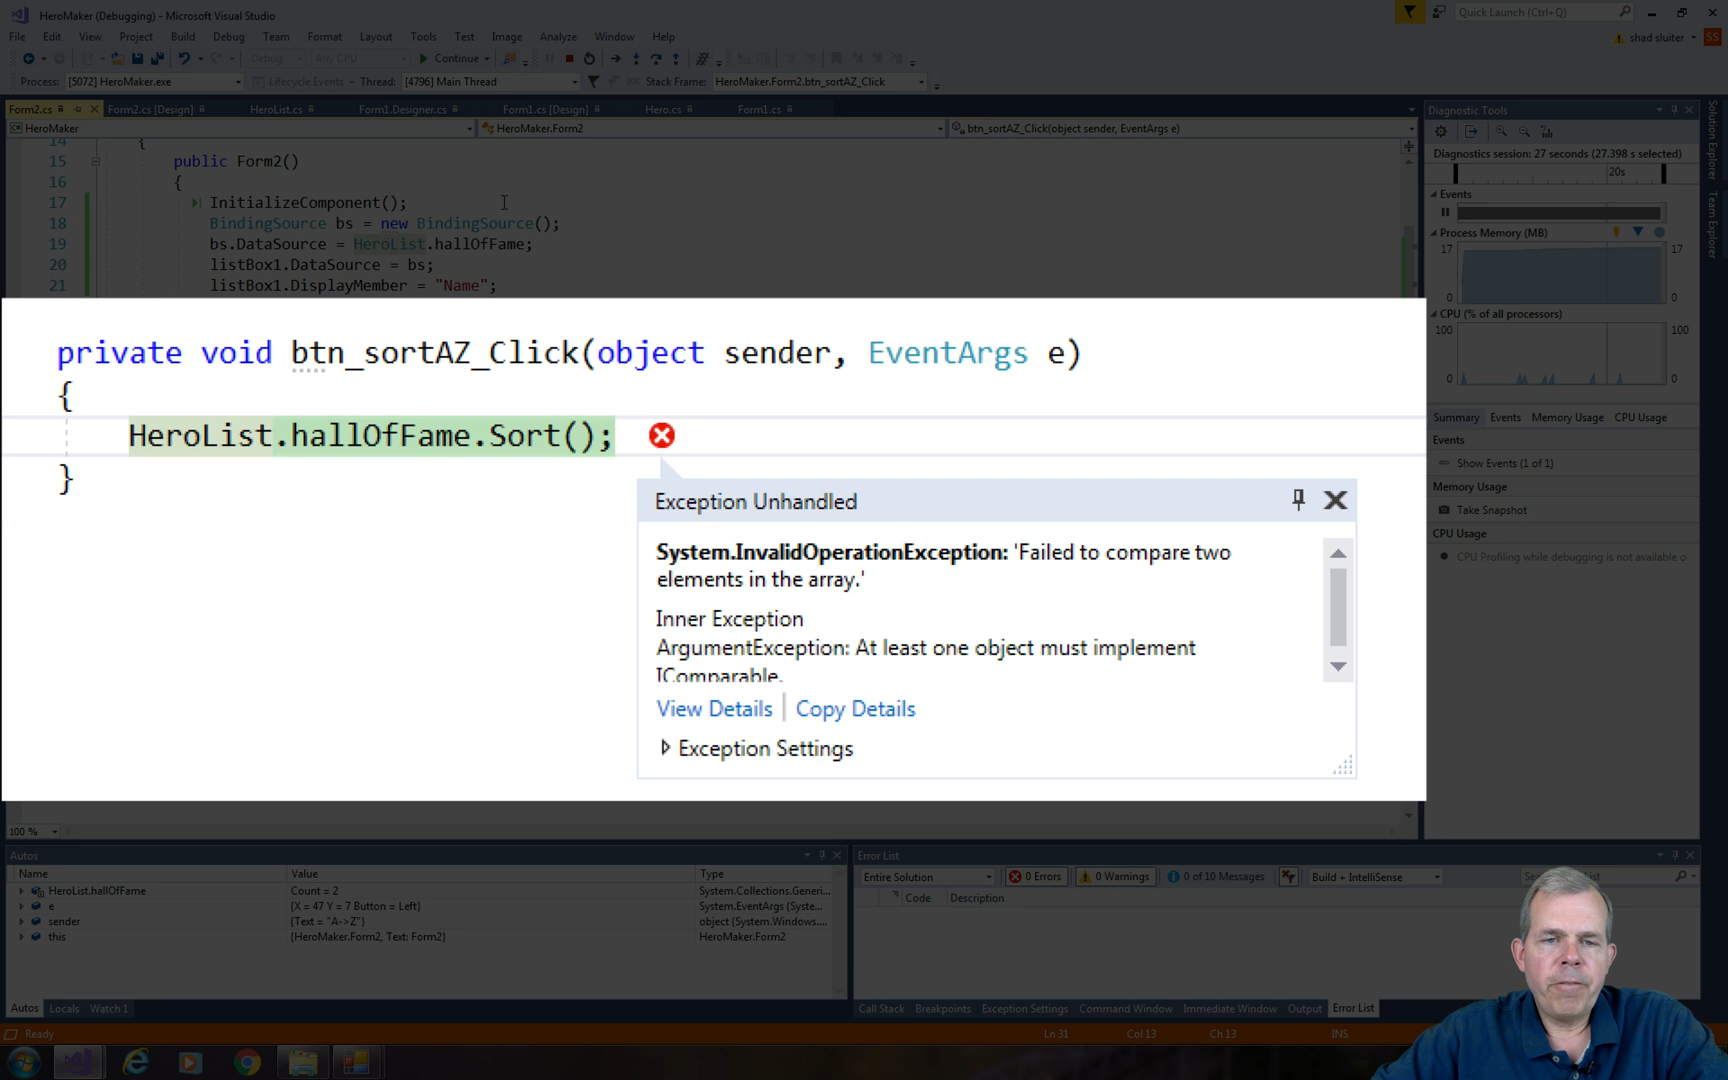 HeroMaker (Debugging) - Microsoft Visual Studio
Quick Launch (Ctrl+Q)
File Edit View Project Build Debug Team Format Layout Tools Test Image Analyze Window Help
shad sluiter SS
Debug Any CPU Continue
Process: [5072] HeroMaker.exe Lifecycle Events Thread: [4796] Main Thread Stack Frame: HeroMaker.Form2.btn_sortAZ_Click
Form2.cs Form2.cs [Design] HeroList.cs Form1.Designer.cs Form1.cs [Design] Hero.cs Form1.cs
HeroMaker HeroMaker.Form2 btn_sortAZ_Click(object sender, EventArgs e)
14 {
15 public Form2()
16 {
17 InitializeComponent();
18 BindingSource bs = new BindingSource();
19 bs.DataSource = HeroList.hallOfFame;
20 listBox1.DataSource = bs;
21 listBox1.DisplayMember = "Name";
private void btn_sortAZ_Click(object sender, EventArgs e)
{
HeroList.hallOfFame.Sort();
}
Exception Unhandled
System.InvalidOperationException: 'Failed to compare two
elements in the array.'
Inner Exception
ArgumentException: At least one object must implement
IComparable.
View Details | Copy Details
Exception Settings
Diagnostic Tools
Diagnostics session: 27 seconds (27.398 s selected)
20s
Events
Process Memory (MB)
17 17
0 0
CPU (% of all processors)
100 100
0 0
Summary Events Memory Usage CPU Usage
Events
Show Events (1 of 1)
Memory Usage
Take Snapshot
CPU Usage
CPU Profiling while debugging is not available o
Solution Explorer
Team Explorer
100 %
Autos
Name Value Type
HeroList.hallOfFame Count = 2 System.Collections.Generi...
e {X = 47 Y = 7 Button = Left} System.EventArgs {Syste...
sender {Text = "A->Z"} object {System.Windows....
this {HeroMaker.Form2, Text: Form2} HeroMaker.Form2
Autos Locals Watch 1
Error List
Entire Solution 0 Errors 0 Warnings 0 of 10 Messages Build + IntelliSense
Code Description
Call Stack Breakpoints Exception Settings Command Window Immediate Window Output Error List
Ready Ln 31 Col 13 Ch 13 INS